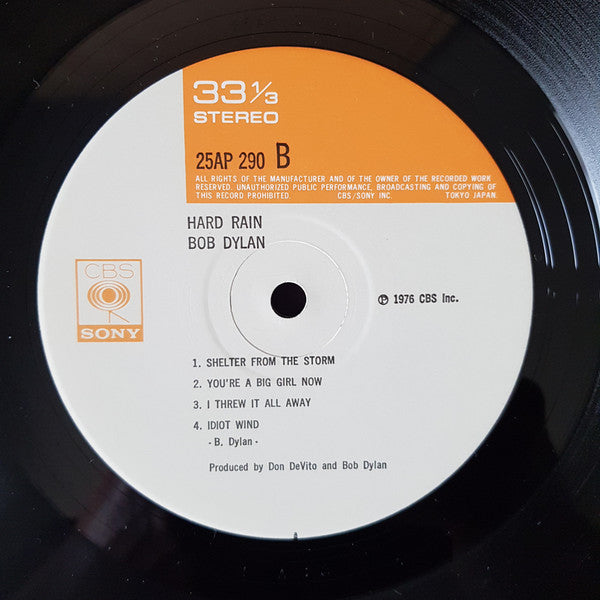 33 1/3
STEREO
25AP 290 B
ALL RIGHTS OF THE MANUFACTURER AND OF THE OWNER OF THE RECORDED WORK
RESERVED. UNAUTHORIZED PUBLIC PERFORMANCE, BROADCASTING AND COPYING OF
THIS RECORD PROHIBITED. CBS/SONY INC. TOKYO JAPAN.
HARD RAIN
BOB DYLAN
CBS
SONY
℗ 1976 CBS Inc.
1. SHELTER FROM THE STORM
2. YOU'RE A BIG GIRL NOW
3. I THREW IT ALL AWAY
4. IDIOT WIND
- B. Dylan -
Produced by Don DeVito and Bob Dylan